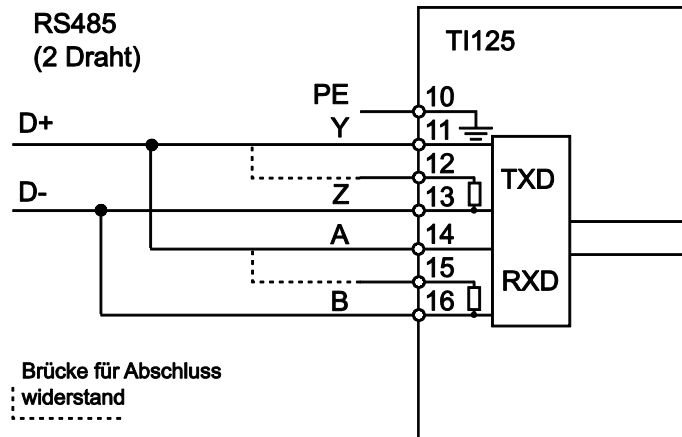 RS485
(2 Draht)
TI125
PE
10
D+
Y
11
12
TXD
D-
Z
13
A
14
15
RXD
B
16
Brücke für Abschluss
widerstand